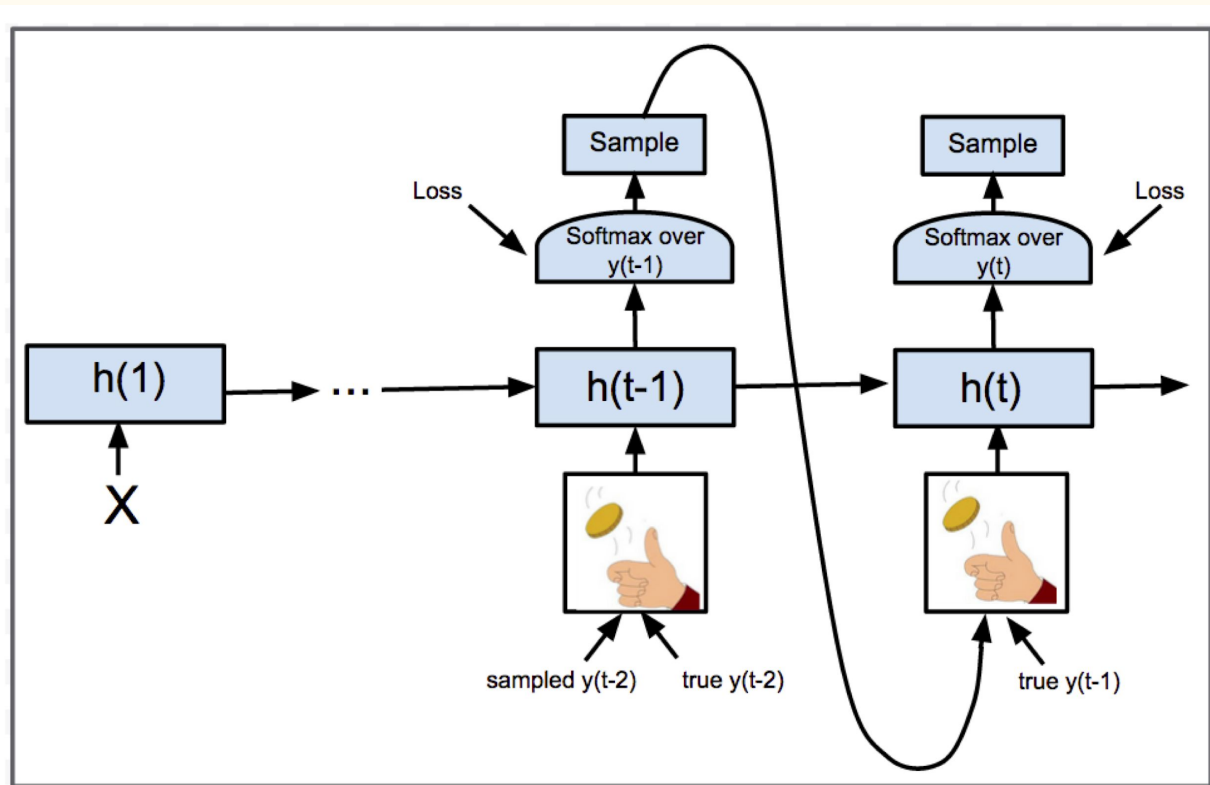 Sample
Sample
Loss
Loss
Softmax over
y(t-1)
Softmax over
y(t)
h(1)
...
h(t-1)
h(t)
X
sampled y(t-2)
true y(t-2)
true y(t-1)